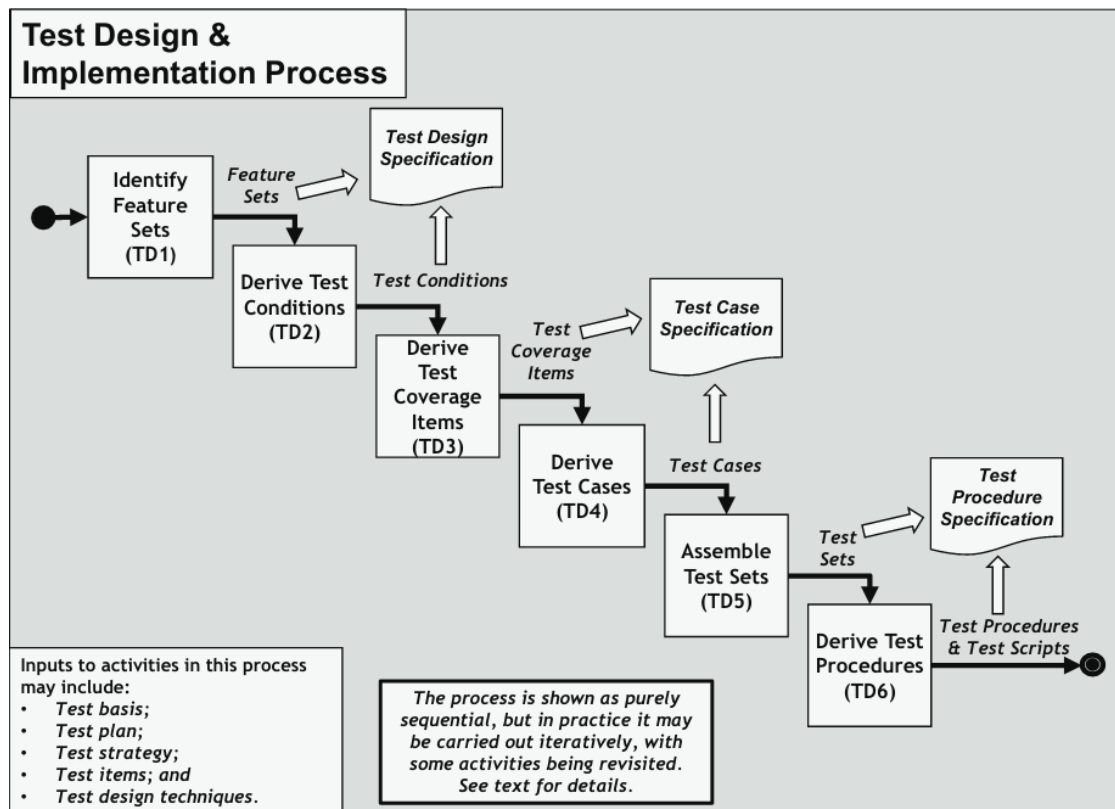 Test Design &
Implementation Process
Test Design
Specification
Identify
Feature
Sets
(TD1)
Feature
Sets
Derive Test
Conditions
(TD2)
Test Conditions
Test Case
Specification
Derive
Test
Coverage
Items
(TD3)
Test
Coverage
Items
Derive
Test Cases
(TD4)
Test Cases
Test
Procedure
Specification
Assemble
Test Sets
(TD5)
Test
Sets
Derive Test
Procedures
(TD6)
Test Procedures
& Test Scripts
Inputs to activities in this process
may include:
• Test basis;
• Test plan;
• Test strategy;
• Test items; and
• Test design techniques.
The process is shown as purely
sequential, but in practice it may
be carried out iteratively, with
some activities being revisited.
See text for details.